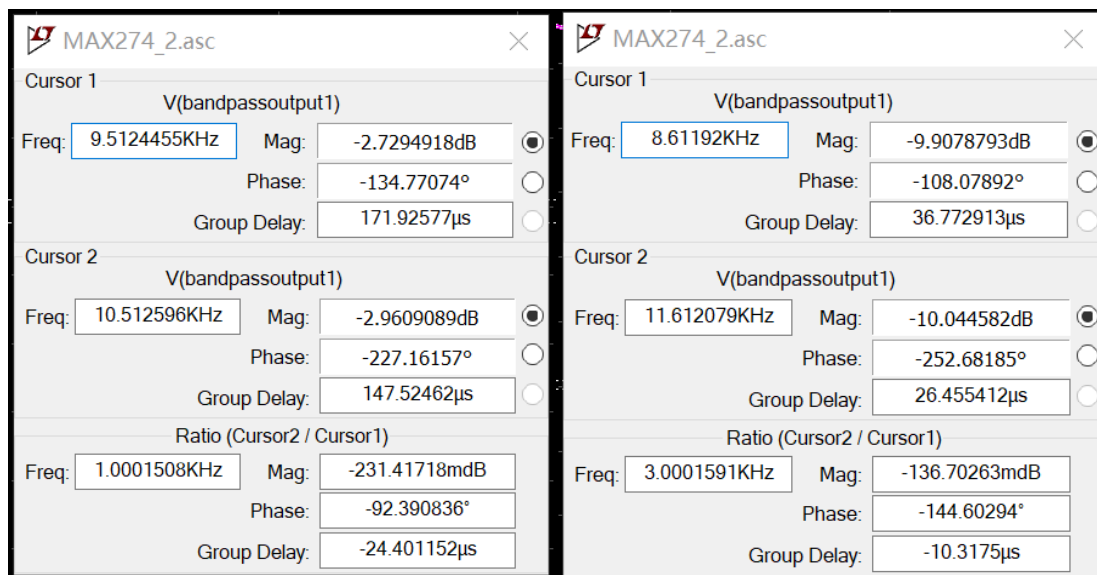 MAX274_2.asc
Cursor 1
V(bandpassoutput1)
Freq: 9.5124455KHz Mag: -2.7294918dB
Phase: -134.77074º
Group Delay: 171.92577µs
Cursor 2
V(bandpassoutput1)
Freq: 10.512596KHz Mag: -2.9609089dB
Phase: -227.16157º
Group Delay: 147.52462µs
Ratio (Cursor2 / Cursor1)
Freq: 1.0001508KHz Mag: -231.41718mdB
Phase: -92.390836°
Group Delay: -24.401152µs
MAX274_2.asc
Cursor 1
V(bandpassoutput1)
Freq: 8.61192KHz Mag: -9.9078793dB
Phase: -108.07892º
Group Delay: 36.772913µs
Cursor 2
V(bandpassoutput1)
Freq: 11.612079KHz Mag: -10.044582dB
Phase: -252.68185º
Group Delay: 26.455412µs
Ratio (Cursor2 / Cursor1)
Freq: 3.0001591KHz Mag: -136.70263mdB
Phase: -144.60294°
Group Delay: -10.3175µs